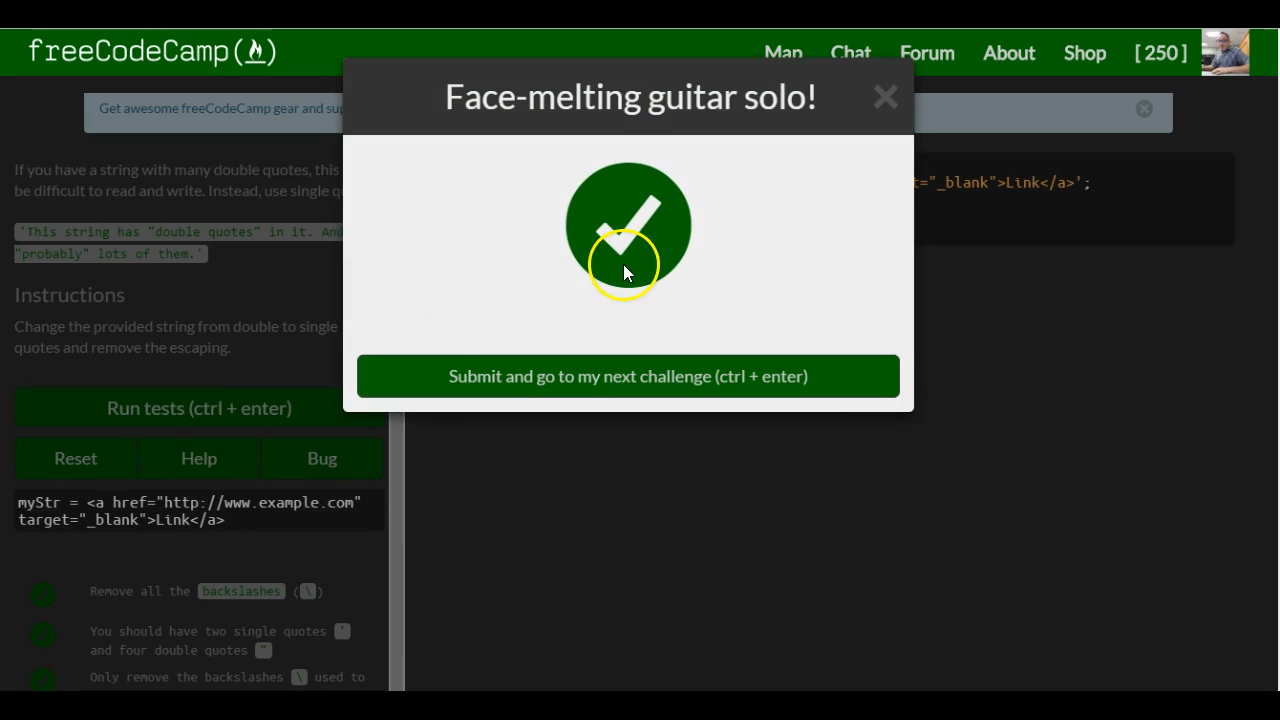 freeCodeCamp(🔥)
Map Chat Forum About Shop [ 250 ]
Face-melting guitar solo!
Get awesome freeCodeCamp gear and
If you have a string with many double quotes, this
be difficult to read and write. Instead, use single
'This string has "double quotes" in it. And
"probably" lots of them.'
Instructions
Change the provided string from double to single
quotes and remove the escaping.
Run tests (ctrl + enter)
Reset Help Bug
myStr = <a href="http://www.example.com"
target="_blank">Link</a>
Remove all the backslashes (\)
You should have two single quotes '
and four double quotes "
Only remove the backslashes \ used to
="_blank">Link</a>';
Submit and go to my next challenge (ctrl + enter)